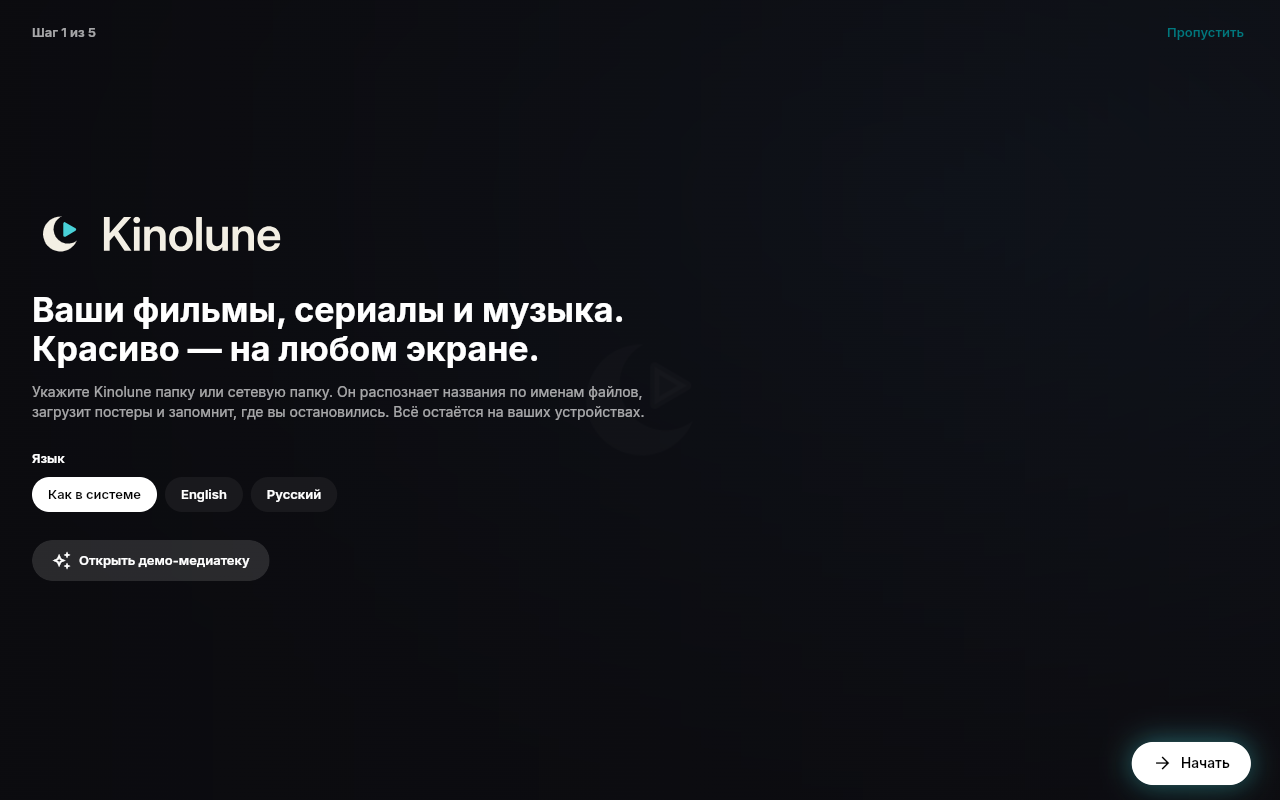 Шаг 1 из 5
Пропустить
Kinolune
Ваши фильмы, сериалы и музыка.
Красиво — на любом экране.
Укажите Kinolune папку или сетевую папку. Он распознает названия по именам файлов,
загрузит постеры и запомнит, где вы остановились. Всё остаётся на ваших устройствах.
Язык
Как в системе
English
Русский
Открыть демо-медиатеку
Начать